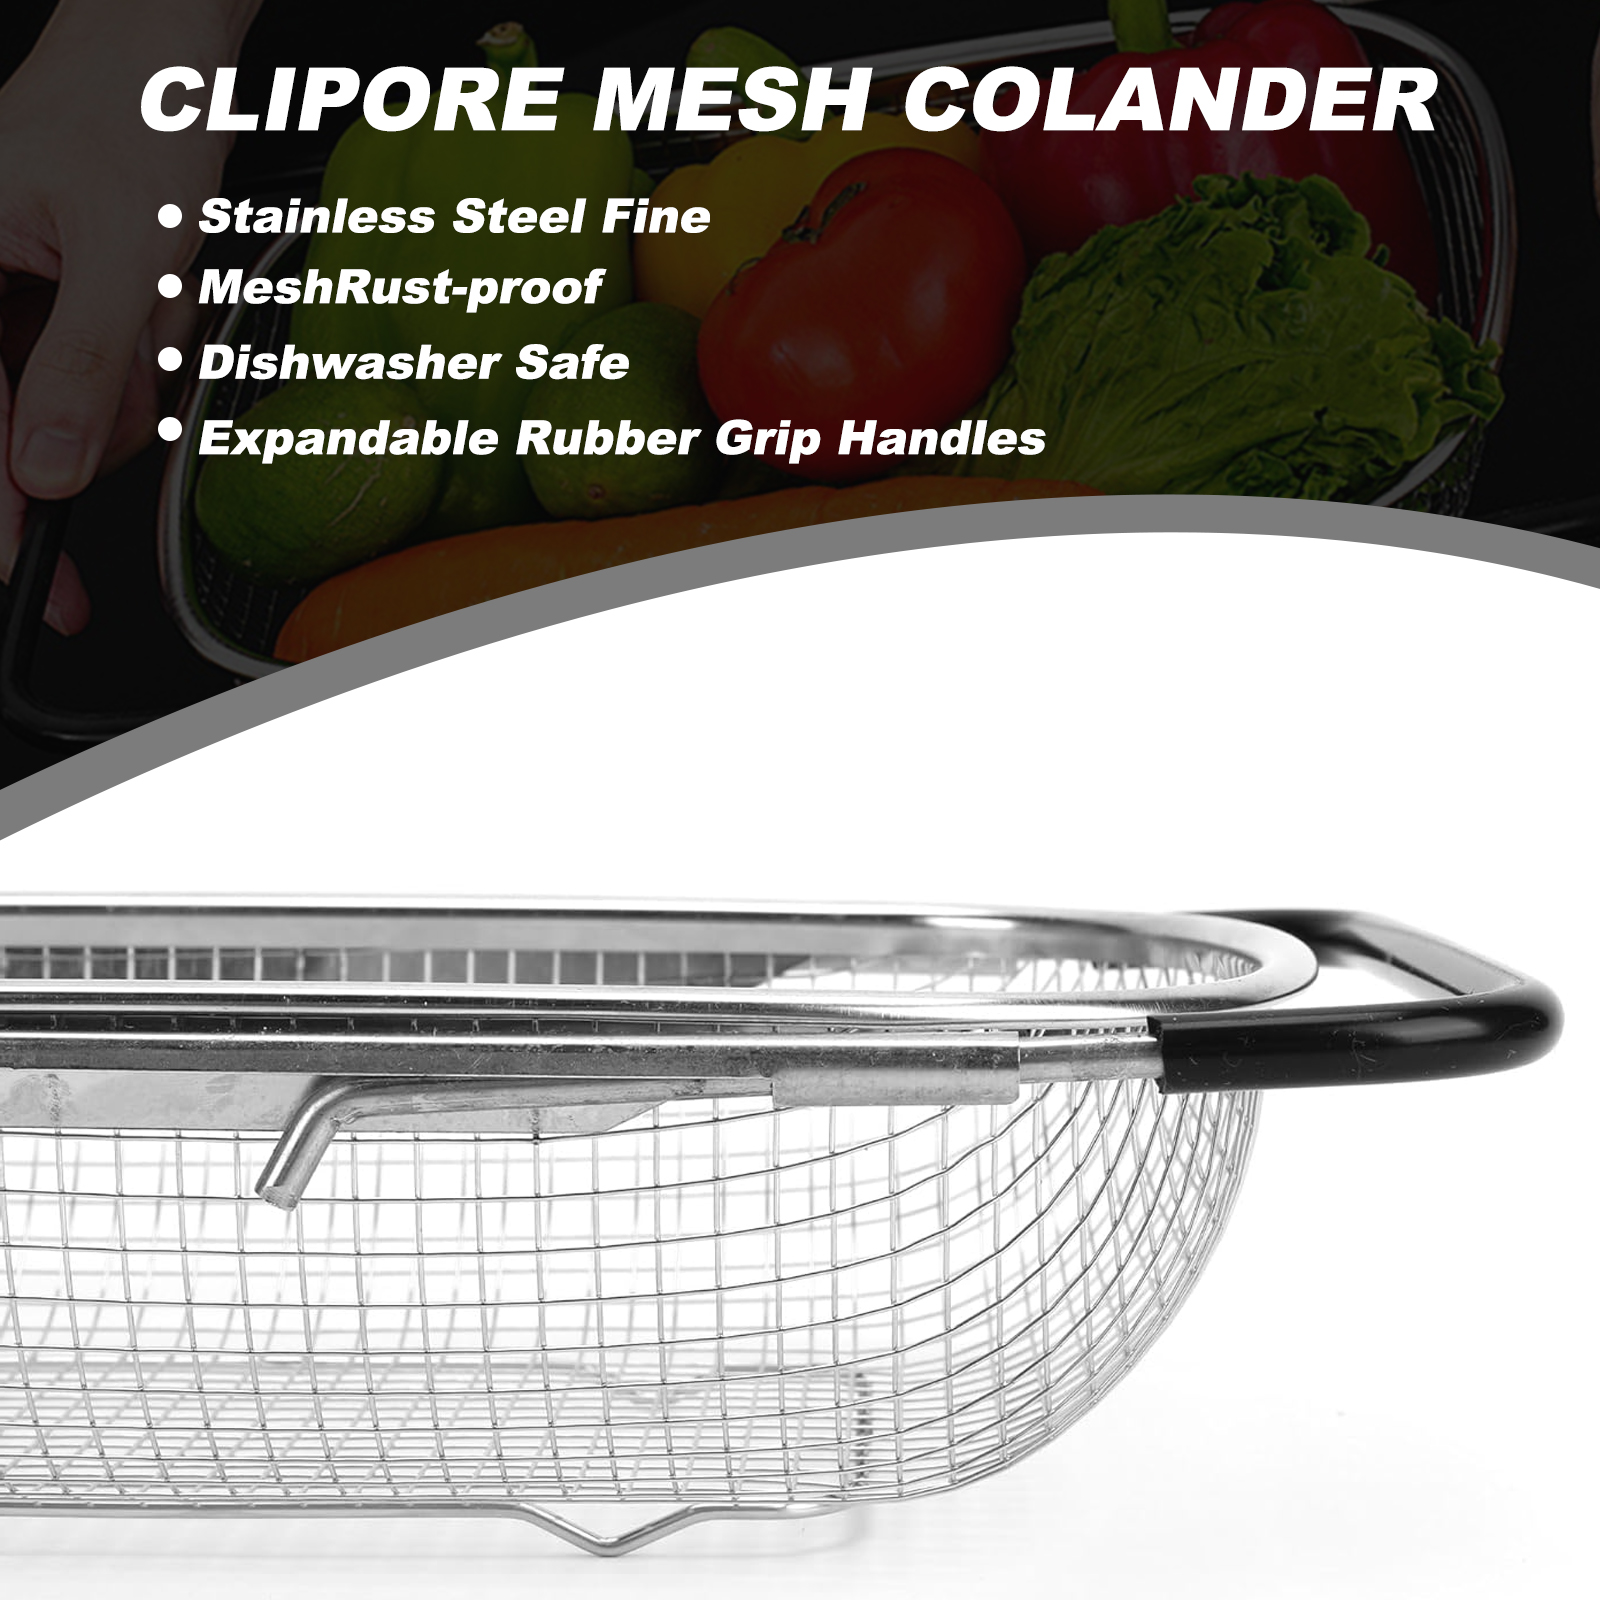 CLIPORE MESH COLANDER
• Stainless Steel Fine
• MeshRust-proof
• Dishwasher Safe
• Expandable Rubber Grip Handles